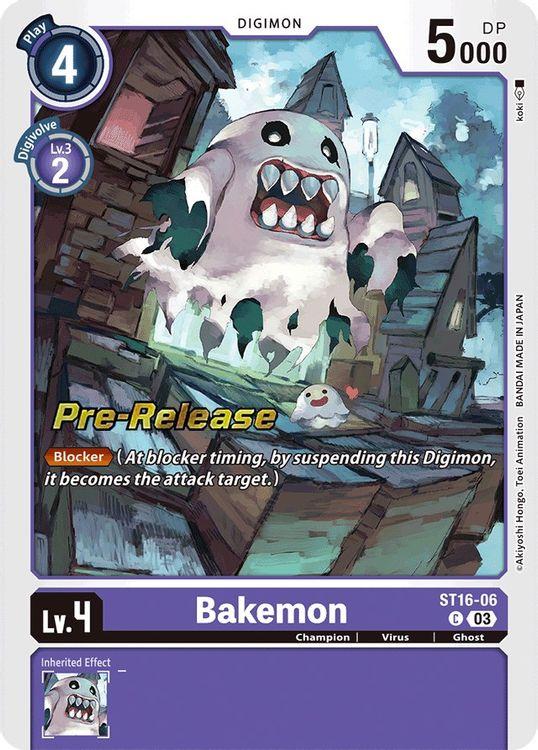 Play
4
DIGIMON
5000
DP
Digivolve
Lv.3
2
koki
Pre-Release
Blocker (At blocker timing, by suspending this Digimon,
it becomes the attack target.)
©Akiyoshi Hongo, Toei Animation BANDAI MADE IN JAPAN
Lv.4
Bakemon
ST16-06
C 03
Champion | Virus | Ghost
Inherited Effect
—